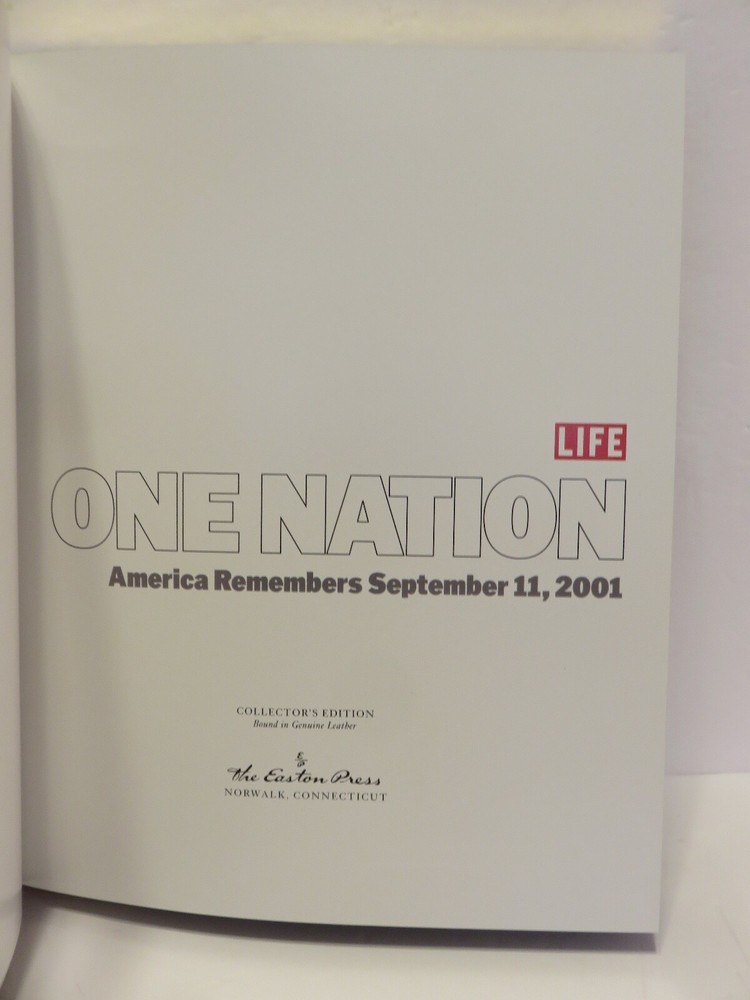 LIFE
ONE NATION
America Remembers September 11, 2001
COLLECTOR'S EDITION
Bound in Genuine Leather
The Easton Press
NORWALK, CONNECTICUT